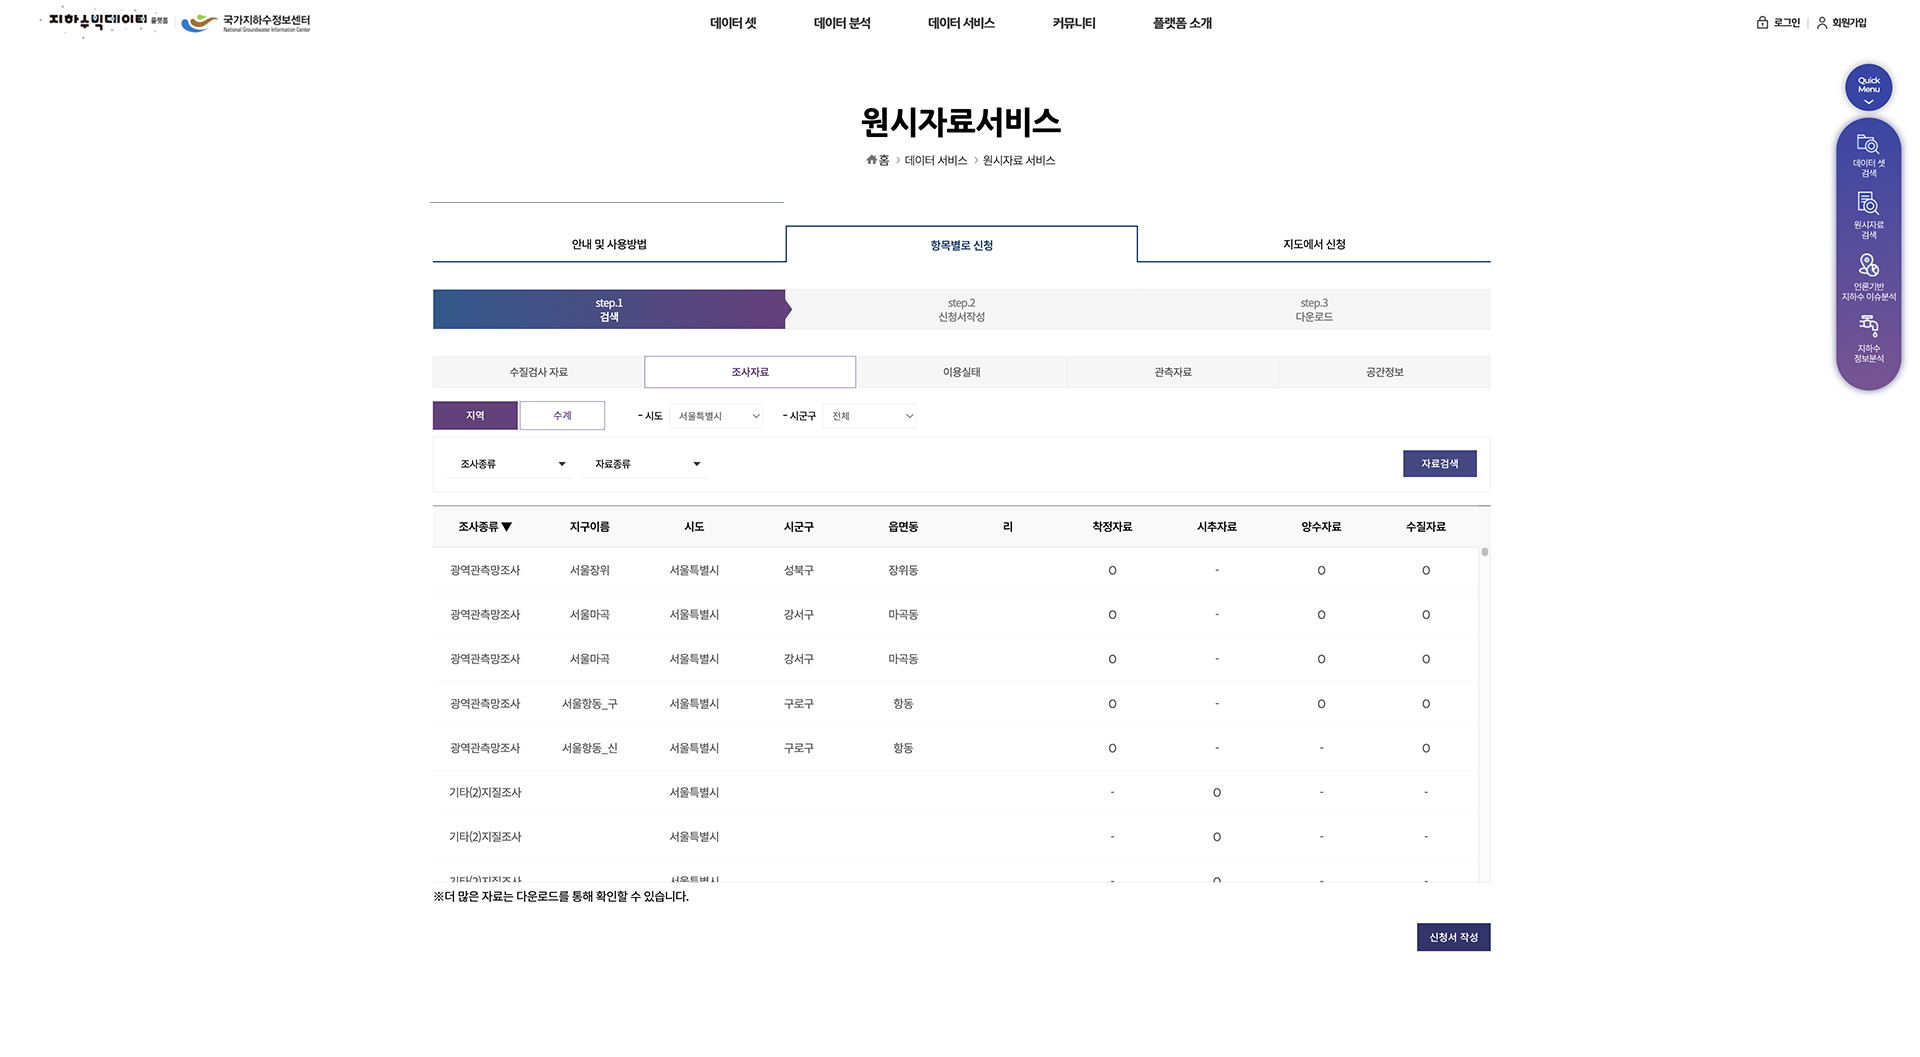 지하수빅데이터 플랫폼 국가지하수정보센터
National Groundwater Information Center
데이터 셋 데이터 분석 데이터 서비스 커뮤니티 플랫폼 소개
로그인 회원가입
Quick
Menu
데이터 셋
검색
원시자료
검색
언론기반
지하수 이슈분석
지하수
정보분석
원시자료서비스
홈 > 데이터 서비스 > 원시자료 서비스
안내 및 사용방법 항목별로 신청 지도에서 신청
step.1 step.2 step.3
검색 신청서작성 다운로드
수질검사 자료 조사자료 이용실태 관측자료 공간정보
지역 수계 - 시도 서울특별시 - 시군구 전체
조사종류 자료종류 자료검색
조사종류▼ 지구이름 시도 시군구 읍면동 리 착정자료 시추자료 양수자료 수질자료
광역관측망조사 서울장위 서울특별시 성북구 장위동 O - O O
광역관측망조사 서울마곡 서울특별시 강서구 마곡동 O - O O
광역관측망조사 서울마곡 서울특별시 강서구 마곡동 O - O O
광역관측망조사 서울항동_구 서울특별시 구로구 항동 O - O O
광역관측망조사 서울항동_신 서울특별시 구로구 항동 O - - O
기타(2)지질조사 서울특별시 - O - -
기타(2)지질조사 서울특별시 - O - -
기타(2)지질조사 서울특별시 - O - -
※더 많은 자료는 다운로드를 통해 확인할 수 있습니다.
신청서 작성